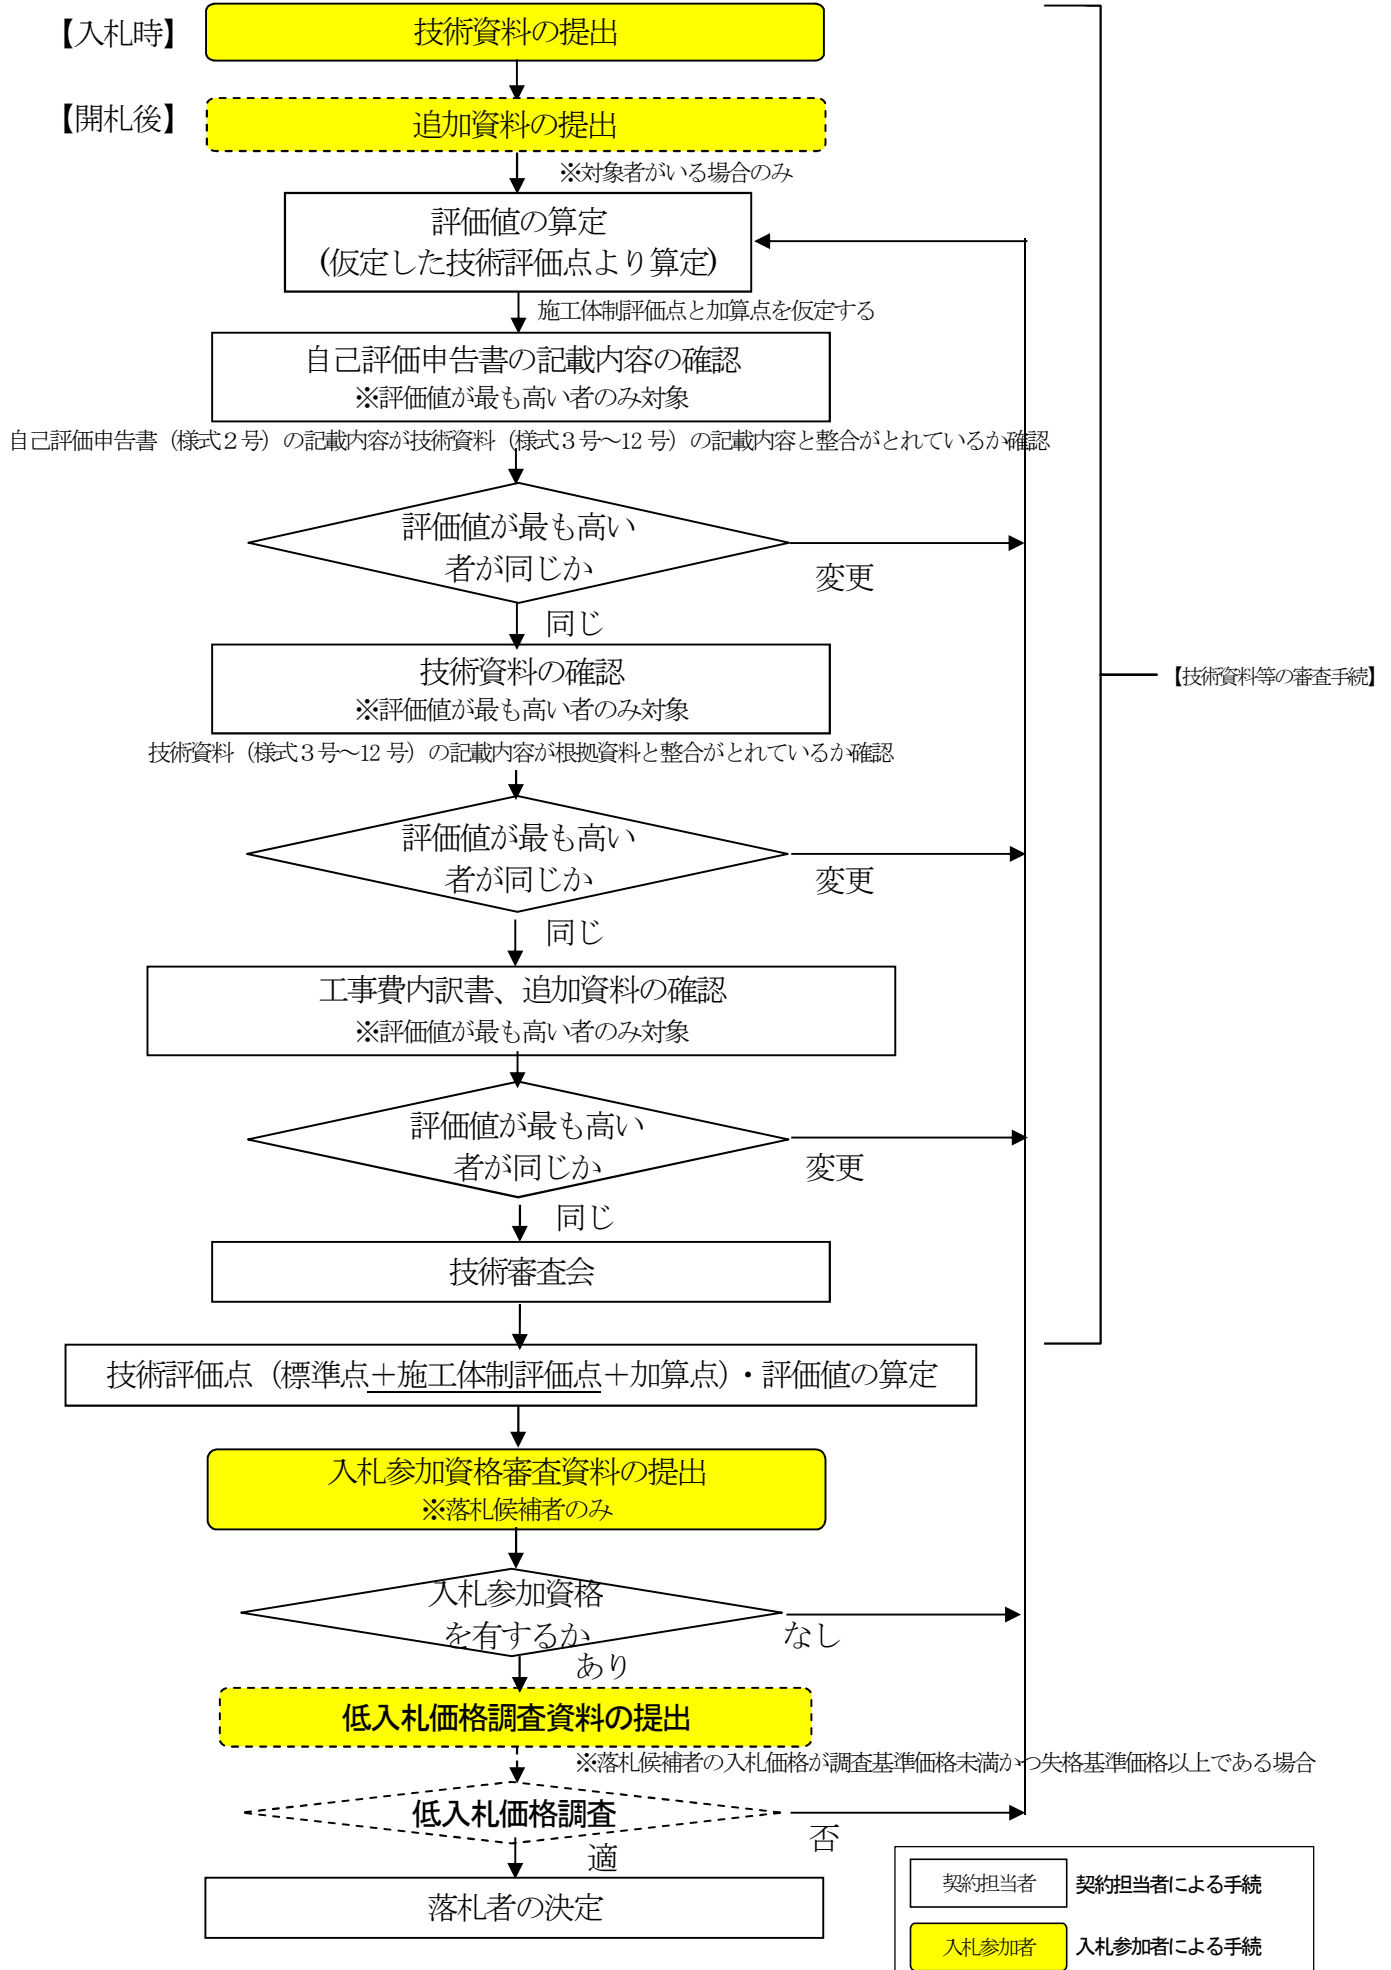 【入札時】
技術資料の提出
【開札後】
追加資料の提出
※対象者がいる場合のみ
評価値の算定
(仮定した技術評価点より算定)
施工体制評価点と加算点を仮定する
自己評価申告書の記載内容の確認
※評価値が最も高い者のみ対象
自己評価申告書（様式２号）の記載内容が技術資料（様式３号～12 号）の記載内容と整合がとれているか確認
評価値が最も高い
者が同じか
変更
同じ
技術資料の確認
※評価値が最も高い者のみ対象
【技術資料等の審査手続】
技術資料（様式３号～12 号）の記載内容が根拠資料と整合がとれているか確認
評価値が最も高い
者が同じか
変更
同じ
工事費内訳書、追加資料の確認
※評価値が最も高い者のみ対象
評価値が最も高い
者が同じか
変更
同じ
技術審査会
技術評価点（標準点＋施工体制評価点＋加算点）・評価値の算定
入札参加資格審査資料の提出
※落札候補者のみ
入札参加資格
を有するか
なし
あり
低入札価格調査資料の提出
※落札候補者の入札価格が調査基準価格未満かつ失格基準価格以上である場合
低入札価格調査
否
適
落札者の決定
契約担当者
契約担当者による手続
入札参加者
入札参加者による手続